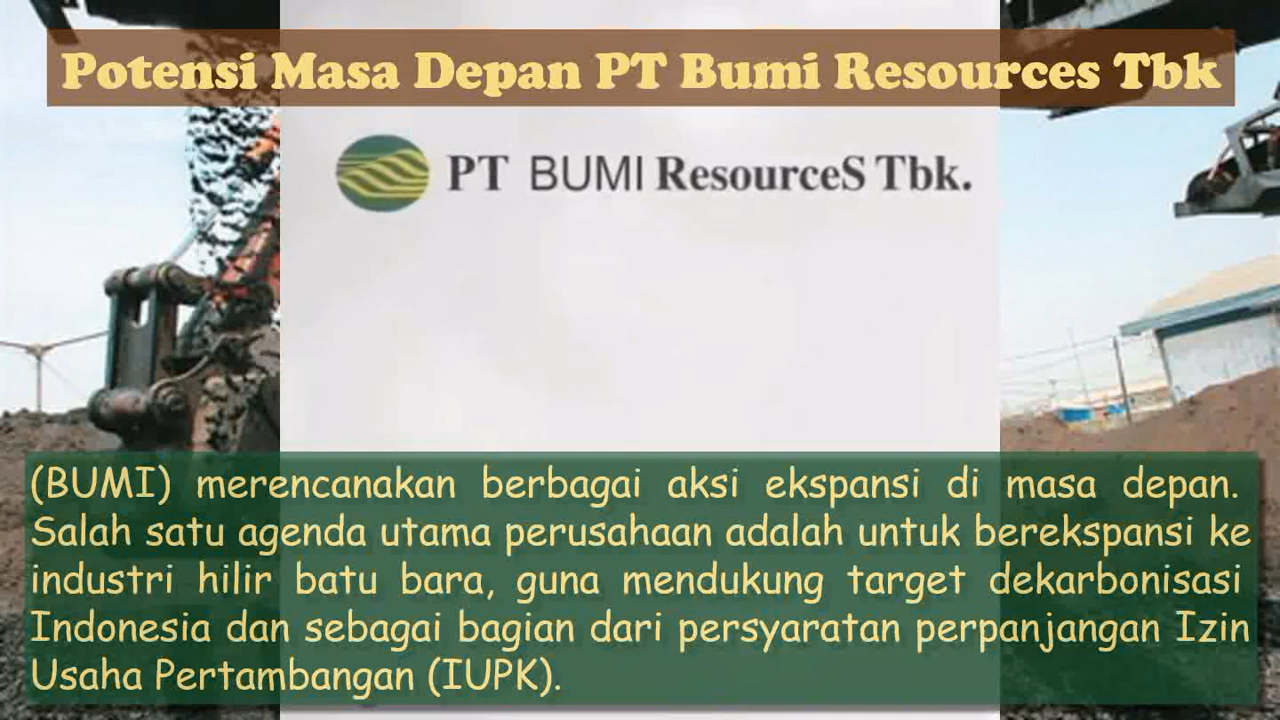 Potensi Masa Depan PT Bumi Resources Tbk
PT BUMI ResourceS Tbk.
(BUMI) merencanakan berbagai aksi ekspansi di masa depan.
Salah satu agenda utama perusahaan adalah untuk berekspansi ke
industri hilir batu bara, guna mendukung target dekarbonisasi
Indonesia dan sebagai bagian dari persyaratan perpanjangan Izin
Usaha Pertambangan (IUPK).